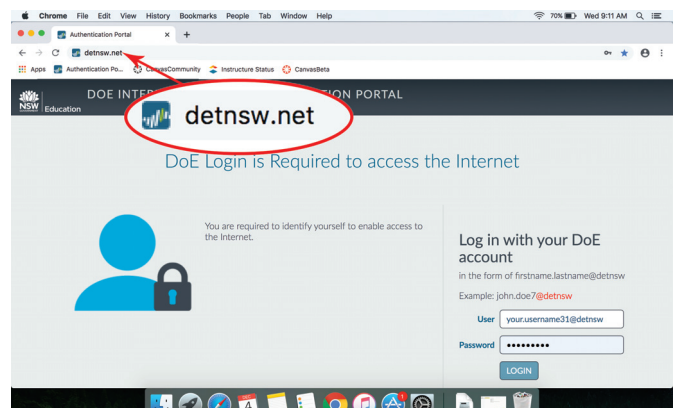 Chrome File Edit View History Bookmarks People Tab Window Help 70% Wed 9:11 AM
Authentication Portal
detnsw.net
Apps Authentication Po... CanvasCommunity Instructure Status CanvasBeta
NSW Education
DOE INTER ION PORTAL
detnsw.net
DoE Login is Required to access the Internet
You are required to identify yourself to enable access to
the Internet.
Log in with your DoE
account
in the form of firstname.lastname@detnsw
Example: john.doe7@detnsw
User your.username31@detnsw
Password
LOGIN
4